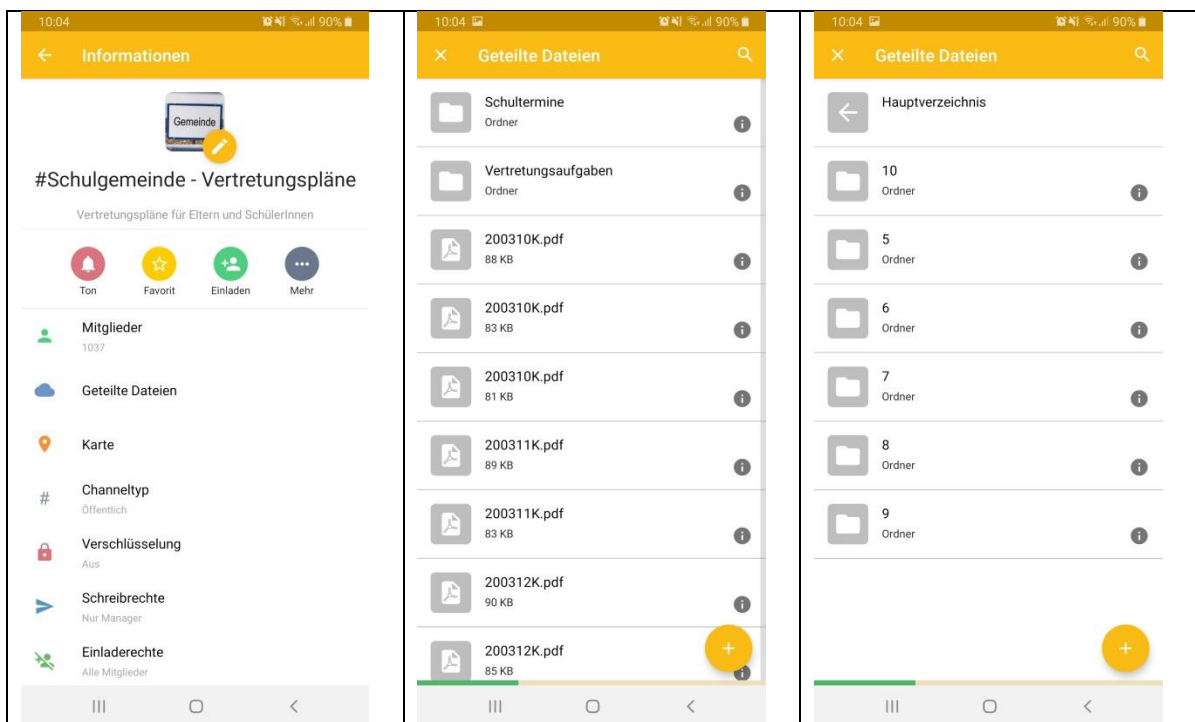 10:04 90%
Informationen
Gemeinde
#Schulgemeinde - Vertretungspläne
Vertretungspläne für Eltern und SchülerInnen
Ton Favorit Einladen Mehr
Mitglieder
1037
Geteilte Dateien
Karte
# Channeltyp
Öffentlich
Verschlüsselung
Aus
Schreibrechte
Nur Manager
Einladerechte
Alle Mitglieder
10:04 90%
Geteilte Dateien
Schultermine
Ordner
Vertretungsaufgaben
Ordner
200310K.pdf
88 KB
200310K.pdf
83 KB
200310K.pdf
81 KB
200311K.pdf
89 KB
200311K.pdf
83 KB
200312K.pdf
90 KB
200312K.pdf
85 KB
10:04 90%
Geteilte Dateien
Hauptverzeichnis
10
Ordner
5
Ordner
6
Ordner
7
Ordner
8
Ordner
9
Ordner